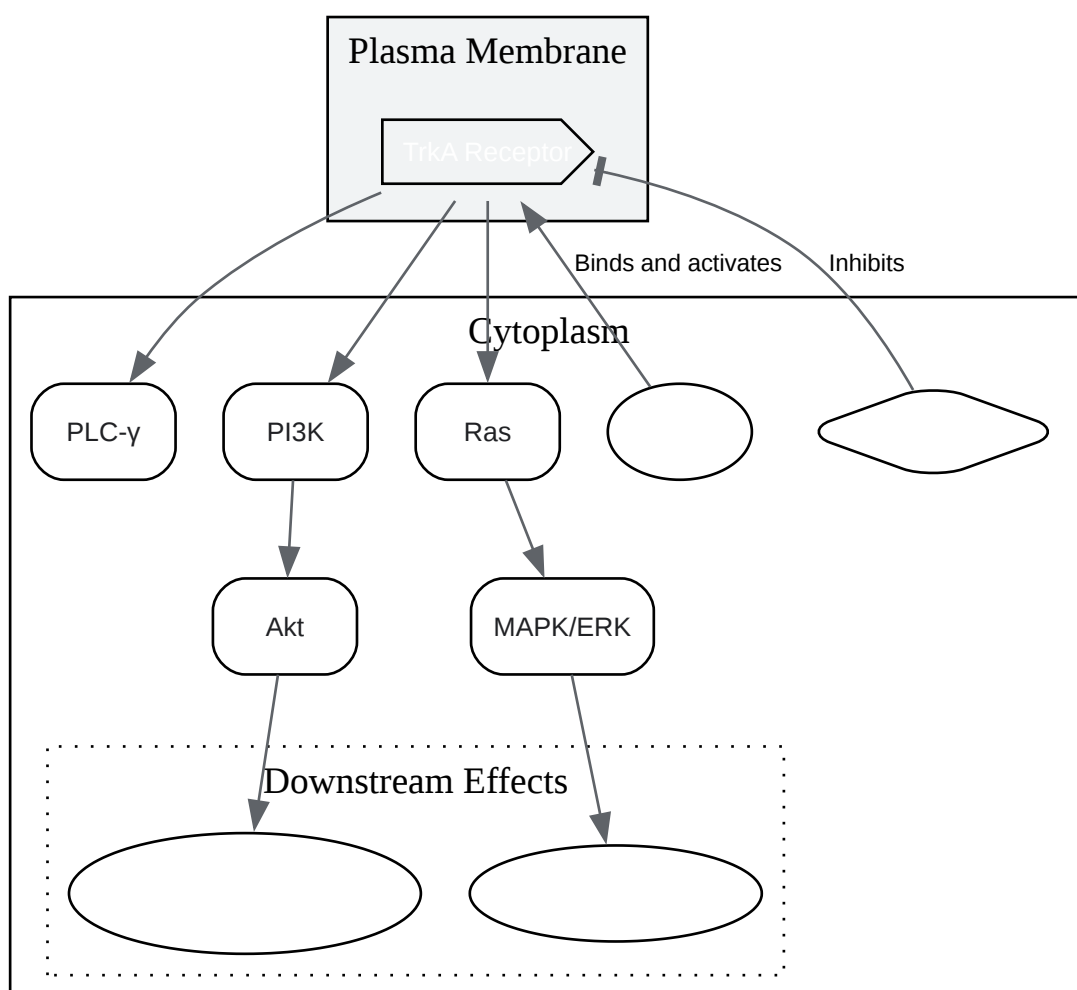 Plasma Membrane
TrkA Receptor
Binds and activates
Inhibits
Cytoplasm
PLC-γ
PI3K
Ras
Akt
MAPK/ERK
Downstream Effects